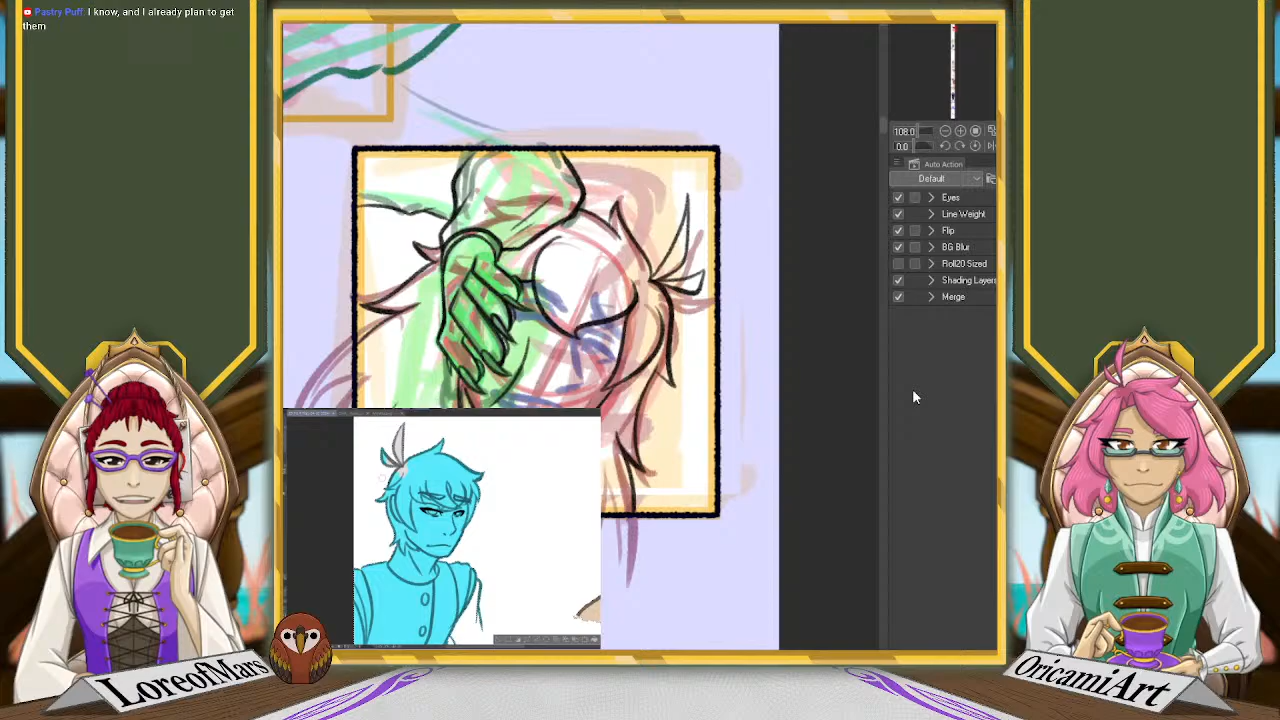 Pastry Puff: I know, and I already plan to get
them
108.0
0.0
Auto Action
Default
Eyes
Line Weight
Flip
BG Blur
Roll20 Sized
Shading Layers
Merge
LoreofMars
OricamiArt